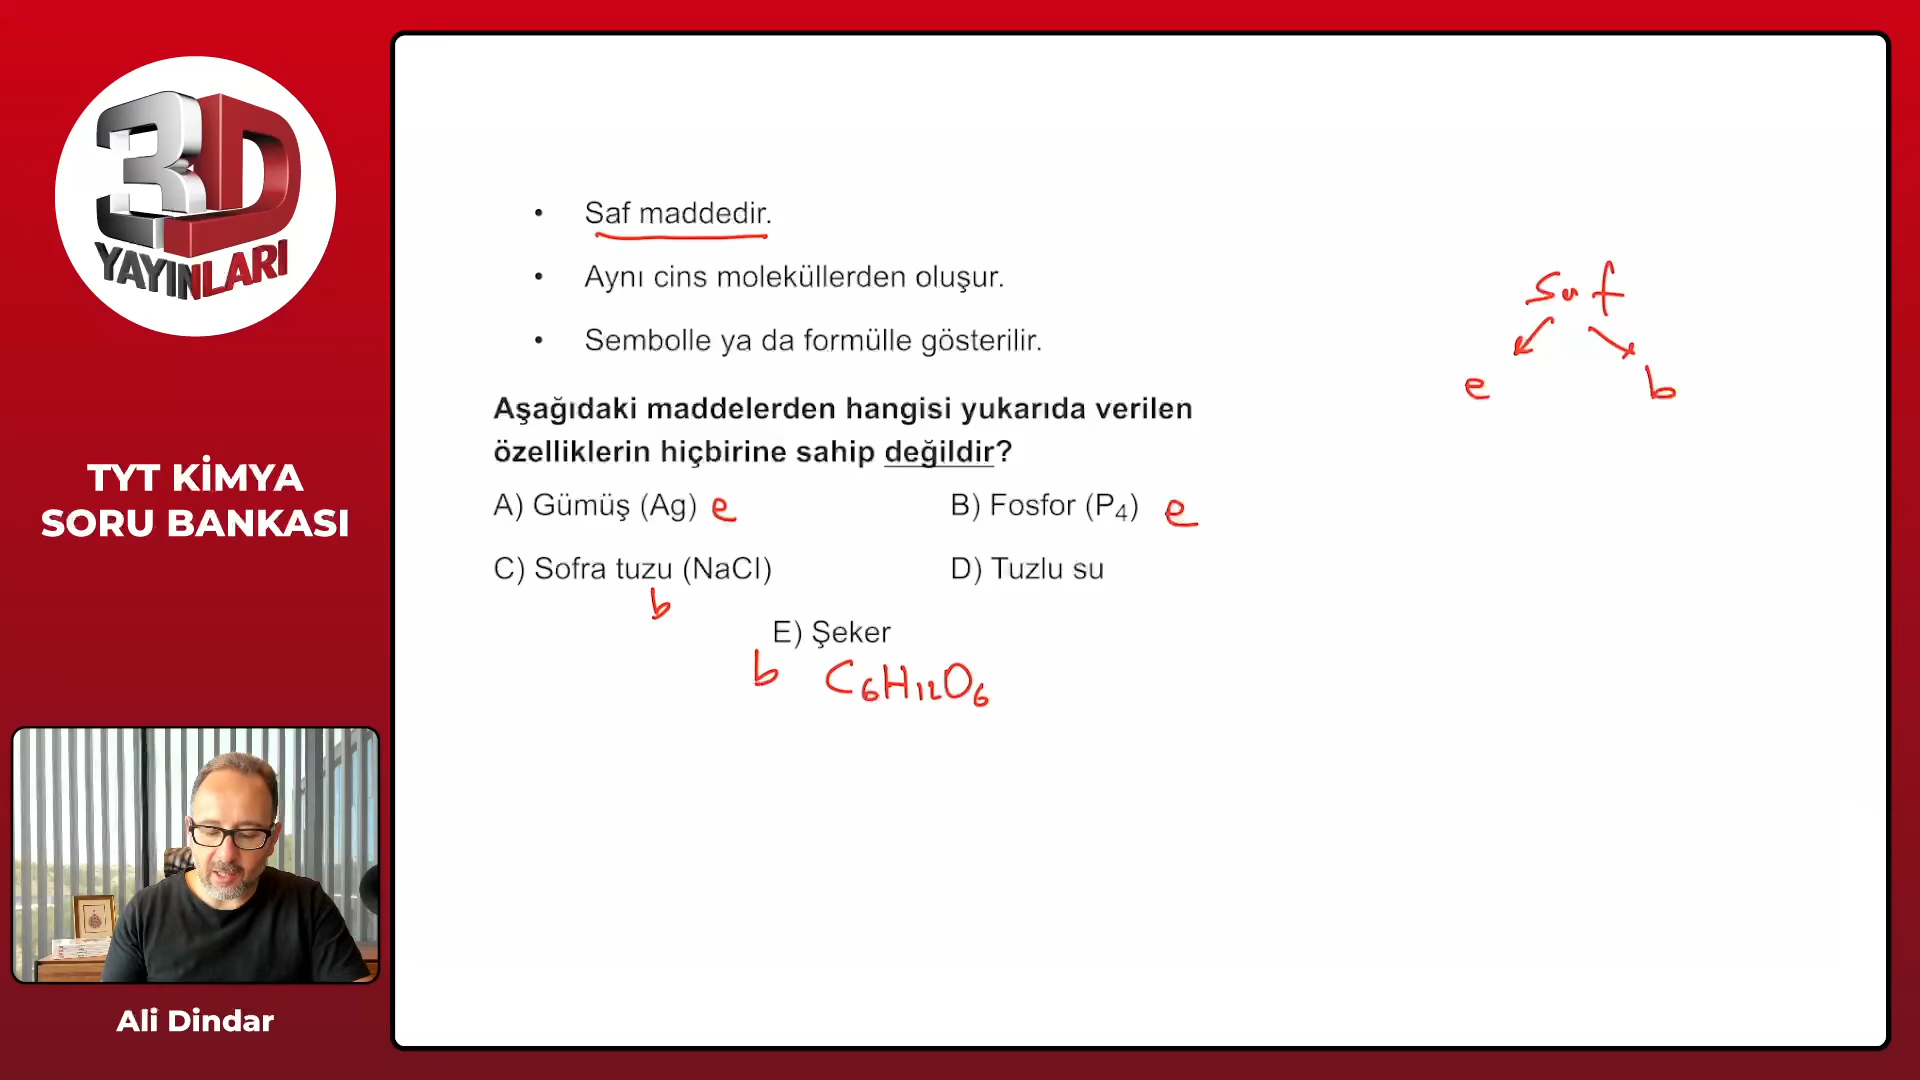 3D
YAYINLARI
TYT KİMYA
SORU BANKASI
Ali Dindar
• Saf maddedir.
• Aynı cins moleküllerden oluşur.
• Sembolle ya da formülle gösterilir.
Aşağıdaki maddelerden hangisi yukarıda verilen
özelliklerin hiçbirine sahip değildir?
A) Gümüş (Ag) e
B) Fosfor (P₄) e
C) Sofra tuzu (NaCl)
b
D) Tuzlu su
E) Şeker
b C₆H₁₂O₆
Saf
e b